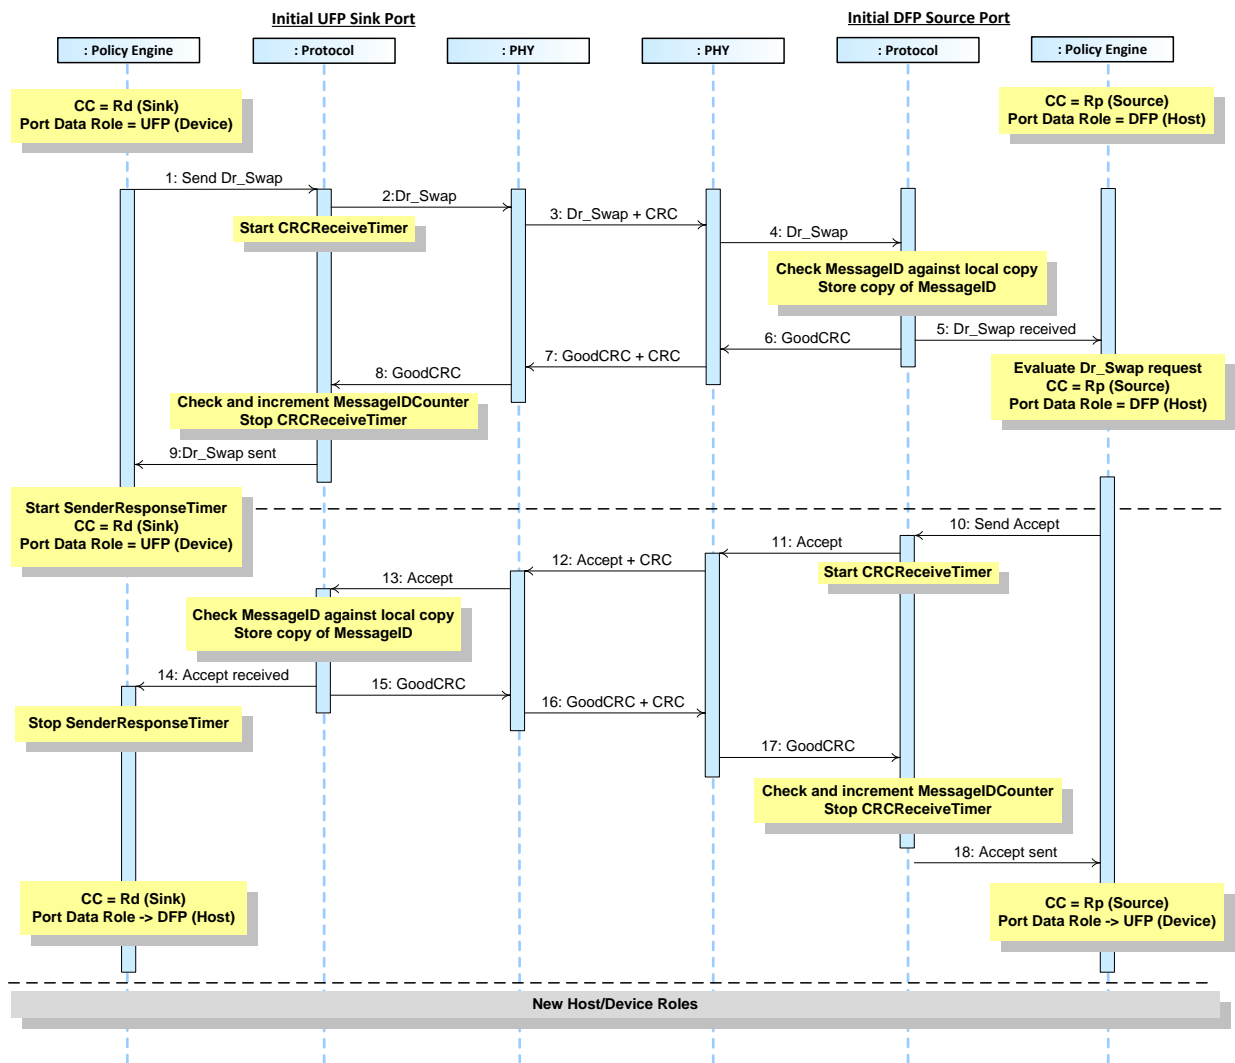 Initial UFP Sink Port
Initial DFP Source Port
: Policy Engine
: Protocol
: PHY
: PHY
: Protocol
: Policy Engine
CC = Rd (Sink)
Port Data Role = UFP (Device)
CC = Rp (Source)
Port Data Role = DFP (Host)
1: Send Dr_Swap
2:Dr_Swap
Start CRCReceiveTimer
3: Dr_Swap + CRC
4: Dr_Swap
Check MessageID against local copy
Store copy of MessageID
5: Dr_Swap received
6: GoodCRC
7: GoodCRC + CRC
8: GoodCRC
Evaluate Dr_Swap request
CC = Rp (Source)
Port Data Role = DFP (Host)
Check and increment MessageIDCounter
Stop CRCReceiveTimer
9:Dr_Swap sent
Start SenderResponseTimer
CC = Rd (Sink)
Port Data Role = UFP (Device)
10: Send Accept
11: Accept
Start CRCReceiveTimer
12: Accept + CRC
13: Accept
Check MessageID against local copy
Store copy of MessageID
14: Accept received
15: GoodCRC
Stop SenderResponseTimer
16: GoodCRC + CRC
17: GoodCRC
Check and increment MessageIDCounter
Stop CRCReceiveTimer
18: Accept sent
CC = Rd (Sink)
Port Data Role -> DFP (Host)
CC = Rp (Source)
Port Data Role -> UFP (Device)
New Host/Device Roles